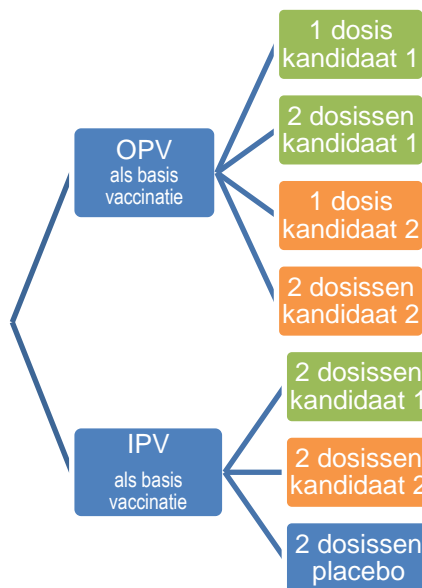 1 dosis
kandidaat 1
2 dosissen
kandidaat 1
OPV
als basis
vaccinatie
1 dosis
kandidaat 2
2 dosissen
kandidaat 2
2 dosissen
kandidaat 1
IPV
als basis
vaccinatie
2 dosissen
kandidaat 2
2 dosissen
placebo